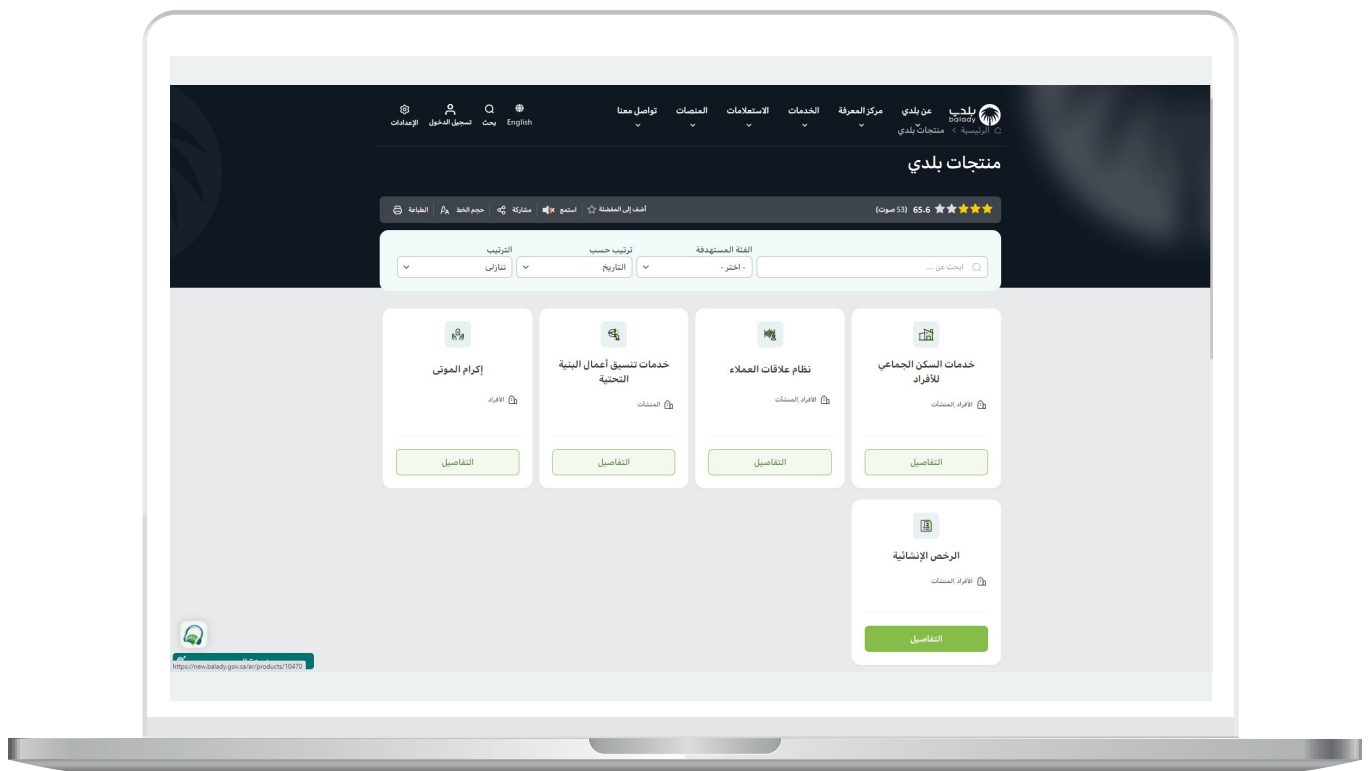 بلدي
balady
عن بلدي
مركز المعرفة
الخدمات
الاستعلامات
المنصات
تواصل معنا
English
بحث
تسجيل الدخول
الإعدادات
الرئيسية > منتجات بلدي
منتجات بلدي
65.6 (53 صوت)
أضف إلى المفضلة
استمع
مشاركة
حجم الخط
الطباعة
الفئة المستهدفة
ترتيب حسب
الترتيب
ابحث عن ...
- اختر -
التاريخ
تنازلى
خدمات السكن الجماعي
للأفراد
الأفراد,المنشآت
التفاصيل
نظام علاقات العملاء
الأفراد,المنشآت
التفاصيل
خدمات تنسيق أعمال البنية
التحتية
المنشآت
التفاصيل
إكرام الموتى
الأفراد
التفاصيل
الرخص الإنشائية
الأفراد,المنشآت
التفاصيل
https://new.balady.gov.sa/ar/products/10470